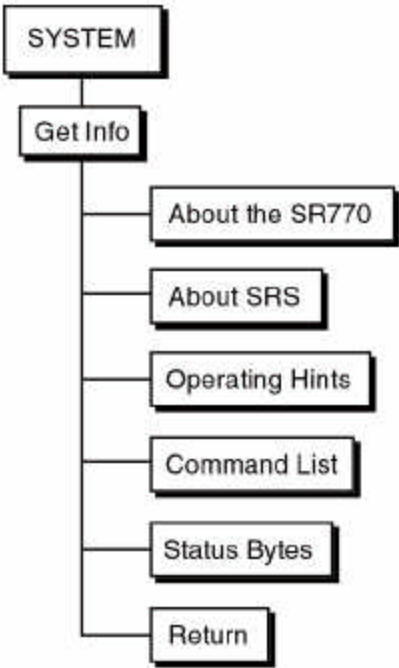 SYSTEM
Get Info
About the SR770
About SRS
Operating Hints
Command List
Status Bytes
Return